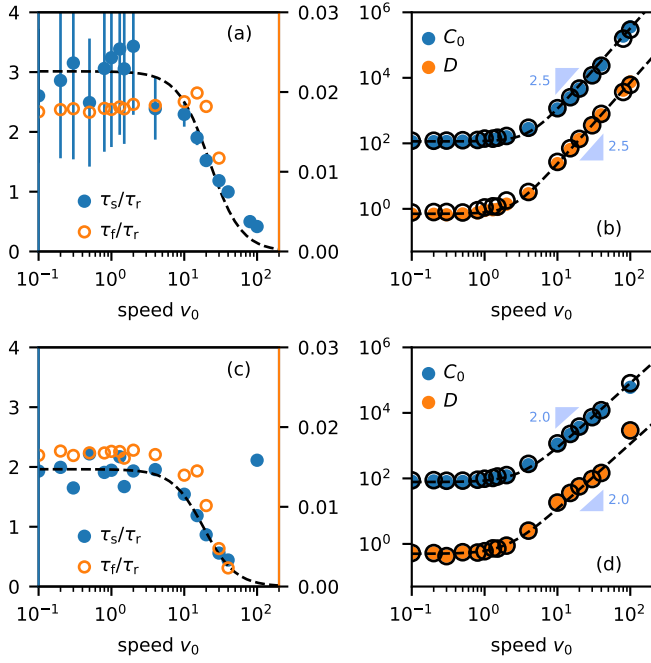 4
3
2
1
0
0.03
0.02
0.01
0.00
(a)
τs/τr
τf/τr
10⁻¹ 10⁰ 10¹ 10²
speed v₀
10⁶
10⁴
10²
10⁰
C₀
D
2.5
2.5
(b)
10⁻¹ 10⁰ 10¹ 10²
speed v₀
4
3
2
1
0
0.03
0.02
0.01
0.00
(c)
τs/τr
τf/τr
10⁻¹ 10⁰ 10¹ 10²
speed v₀
10⁶
10⁴
10²
10⁰
C₀
D
2.0
2.0
(d)
10⁻¹ 10⁰ 10¹ 10²
speed v₀